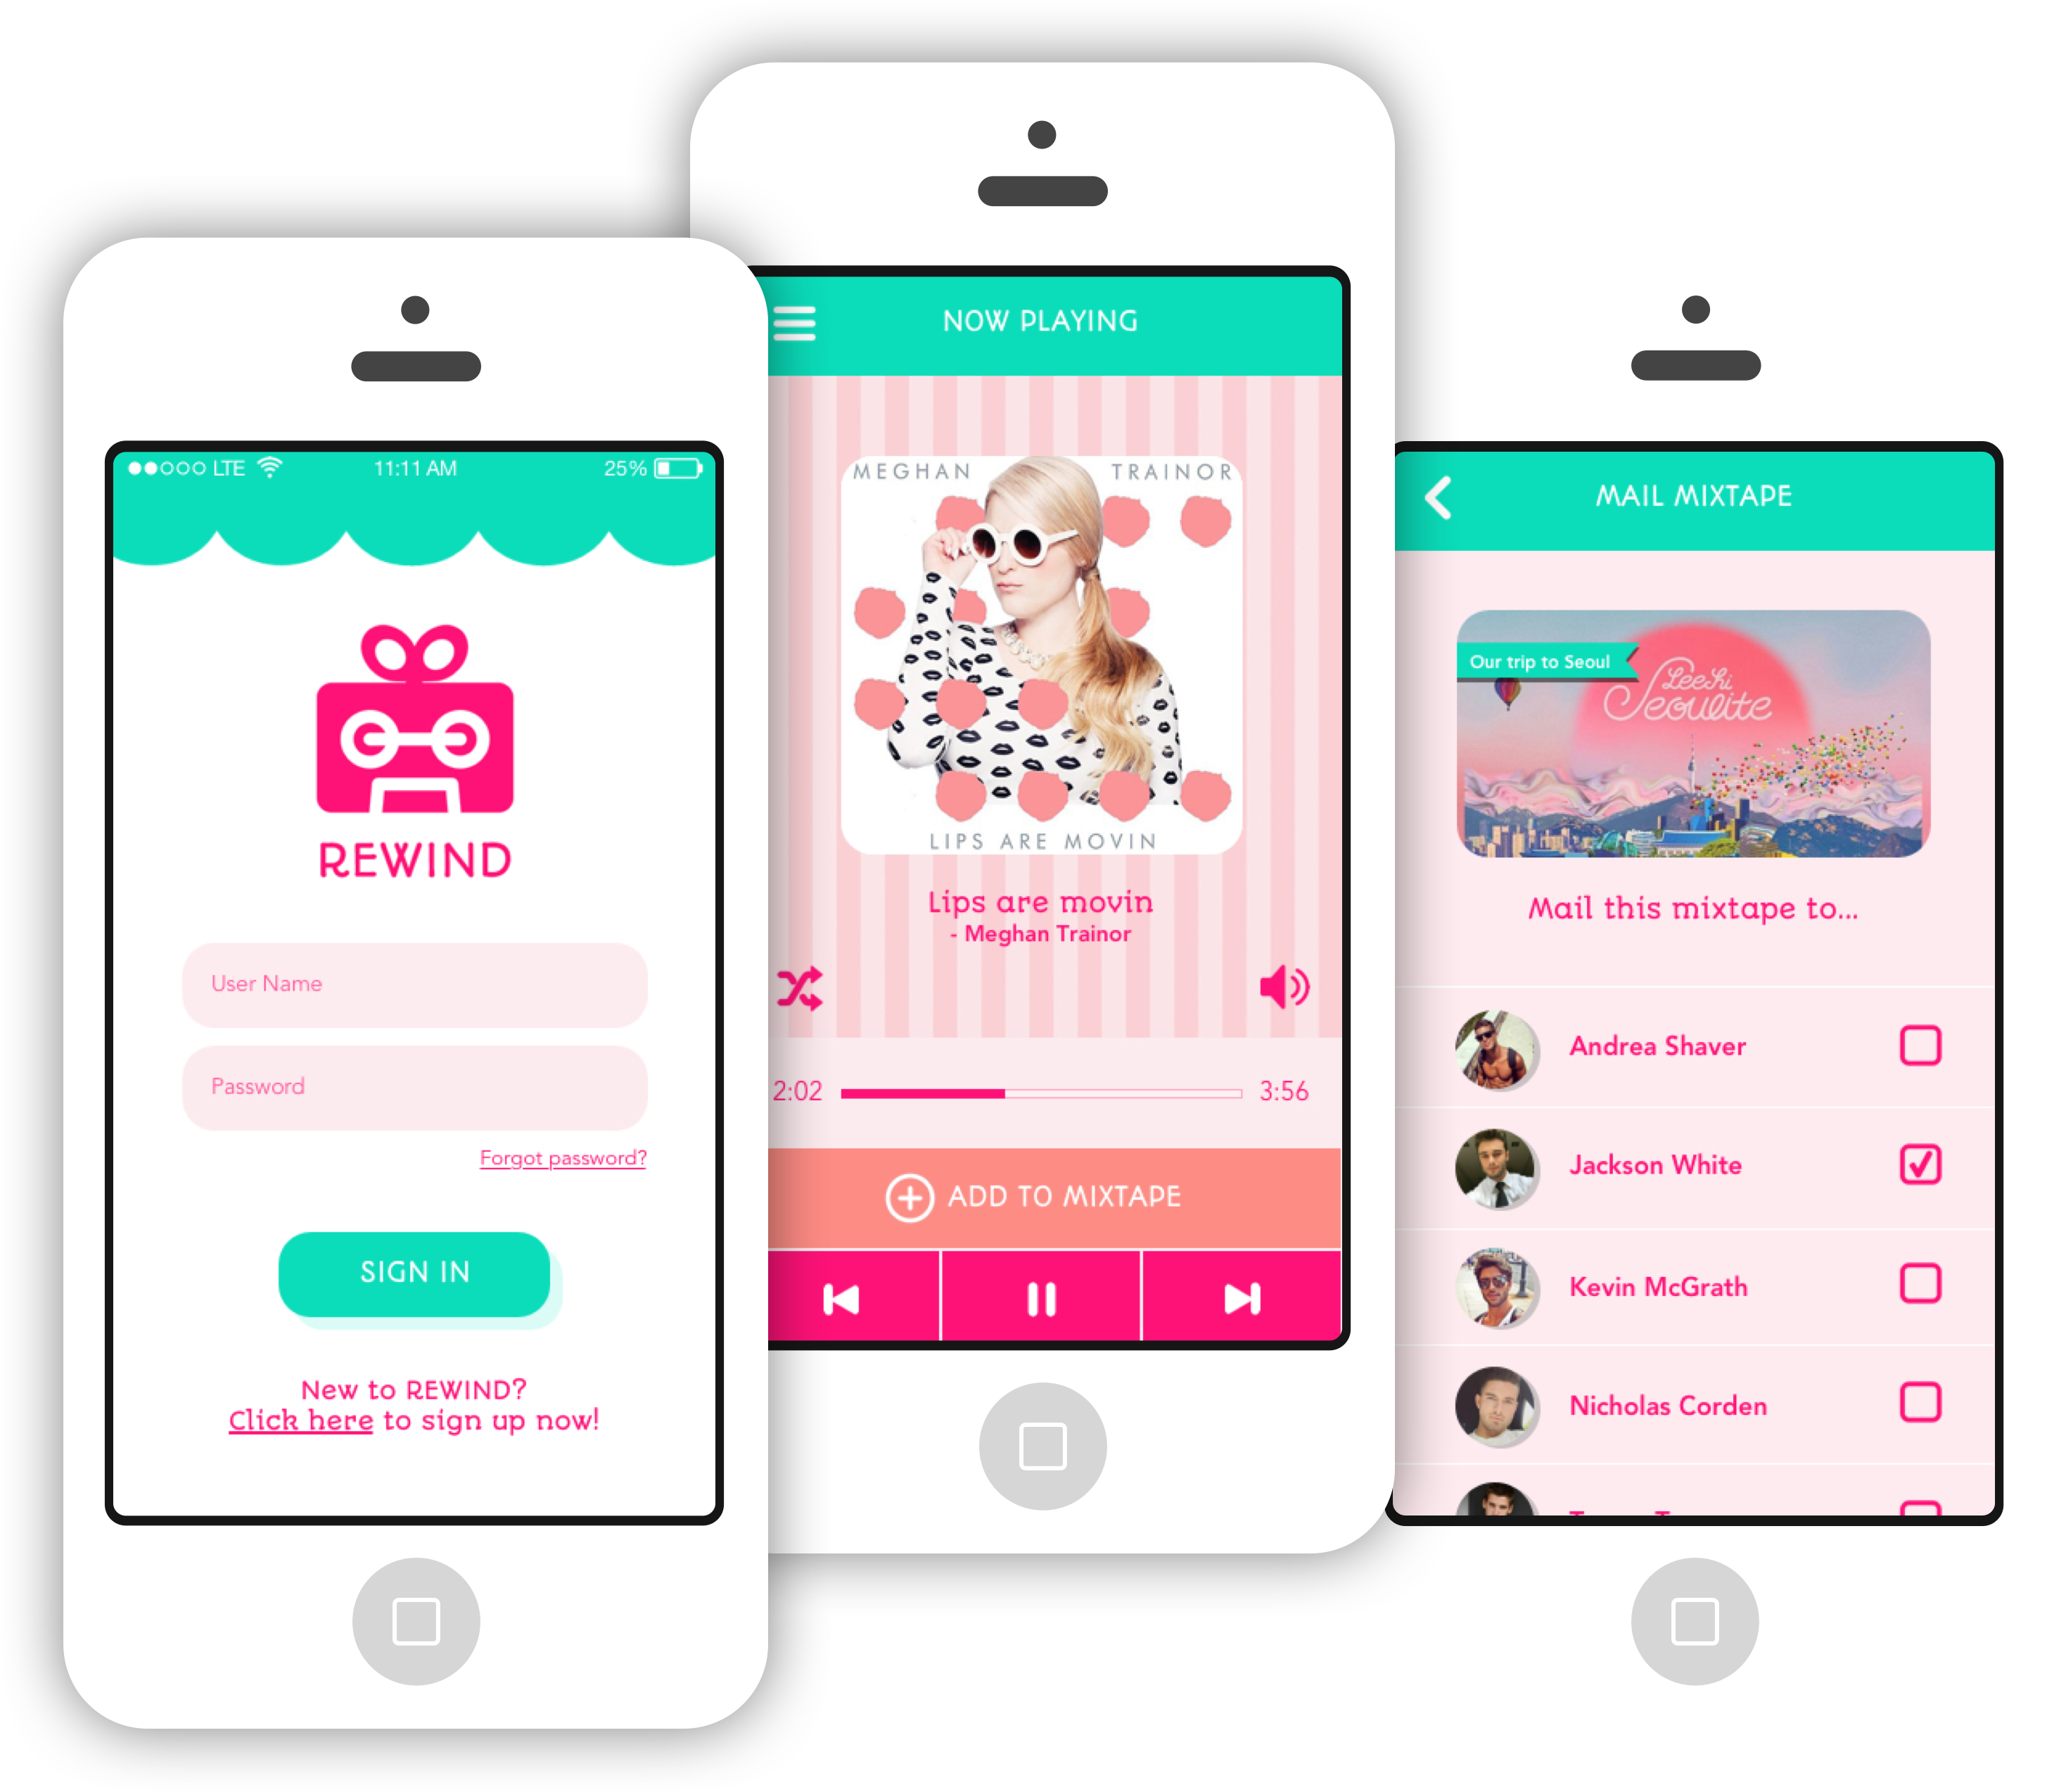 LTE 11:11 AM 25%
REWIND
User Name
Password
Forgot password?
SIGN IN
New to REWIND?
Click here to sign up now!
NOW PLAYING
MEGHAN TRAINOR
LIPS ARE MOVIN
Lips are movin
- Meghan Trainor
2:02 3:56
ADD TO MIXTAPE
MAIL MIXTAPE
Our trip to Seoul
Lee Hi
Seoulite
Mail this mixtape to...
Andrea Shaver
Jackson White
Kevin McGrath
Nicholas Corden